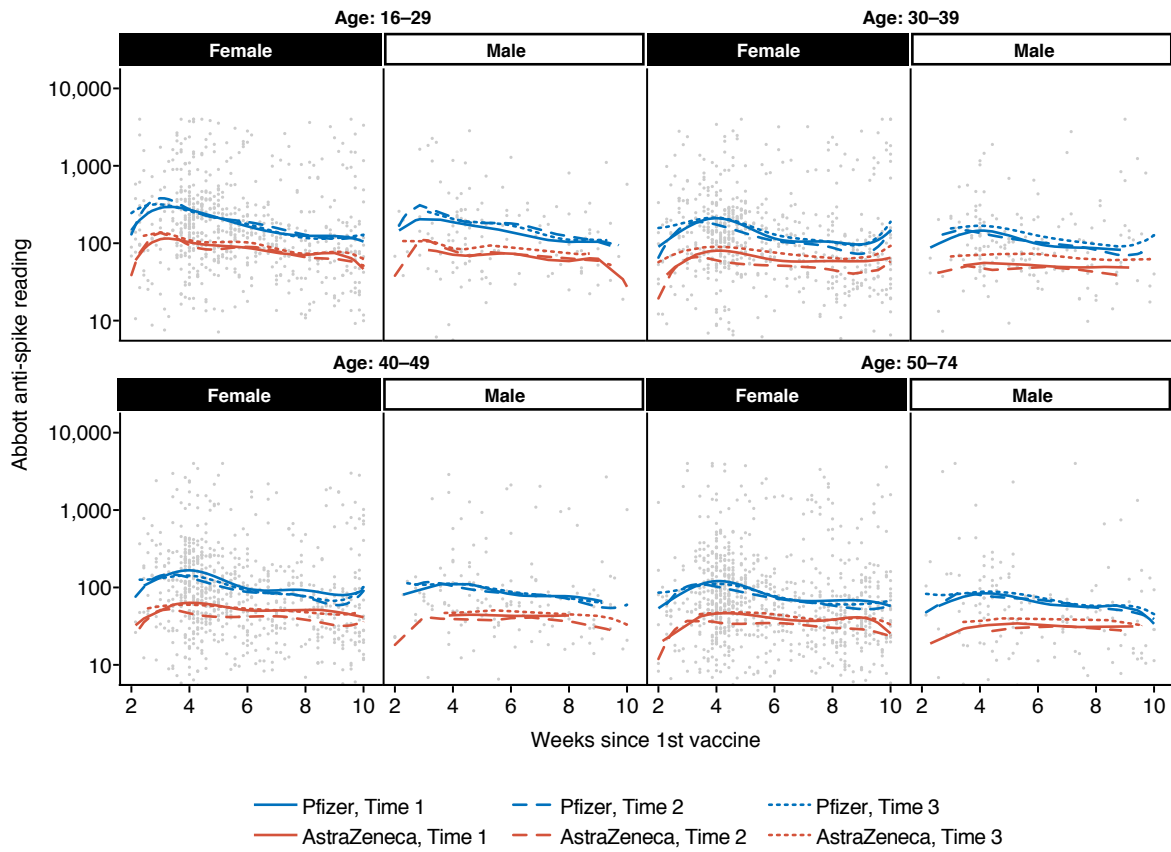 Age: 16–29 Age: 30–39
Female Male Female Male
10,000
1,000
100
10
Age: 40–49 Age: 50–74
Female Male Female Male
10,000
1,000
100
10
2 4 6 8 10 2 4 6 8 10 2 4 6 8 10 2 4 6 8 10
Abbott anti-spike reading
Weeks since 1st vaccine
Pfizer, Time 1 Pfizer, Time 2 Pfizer, Time 3
AstraZeneca, Time 1 AstraZeneca, Time 2 AstraZeneca, Time 3